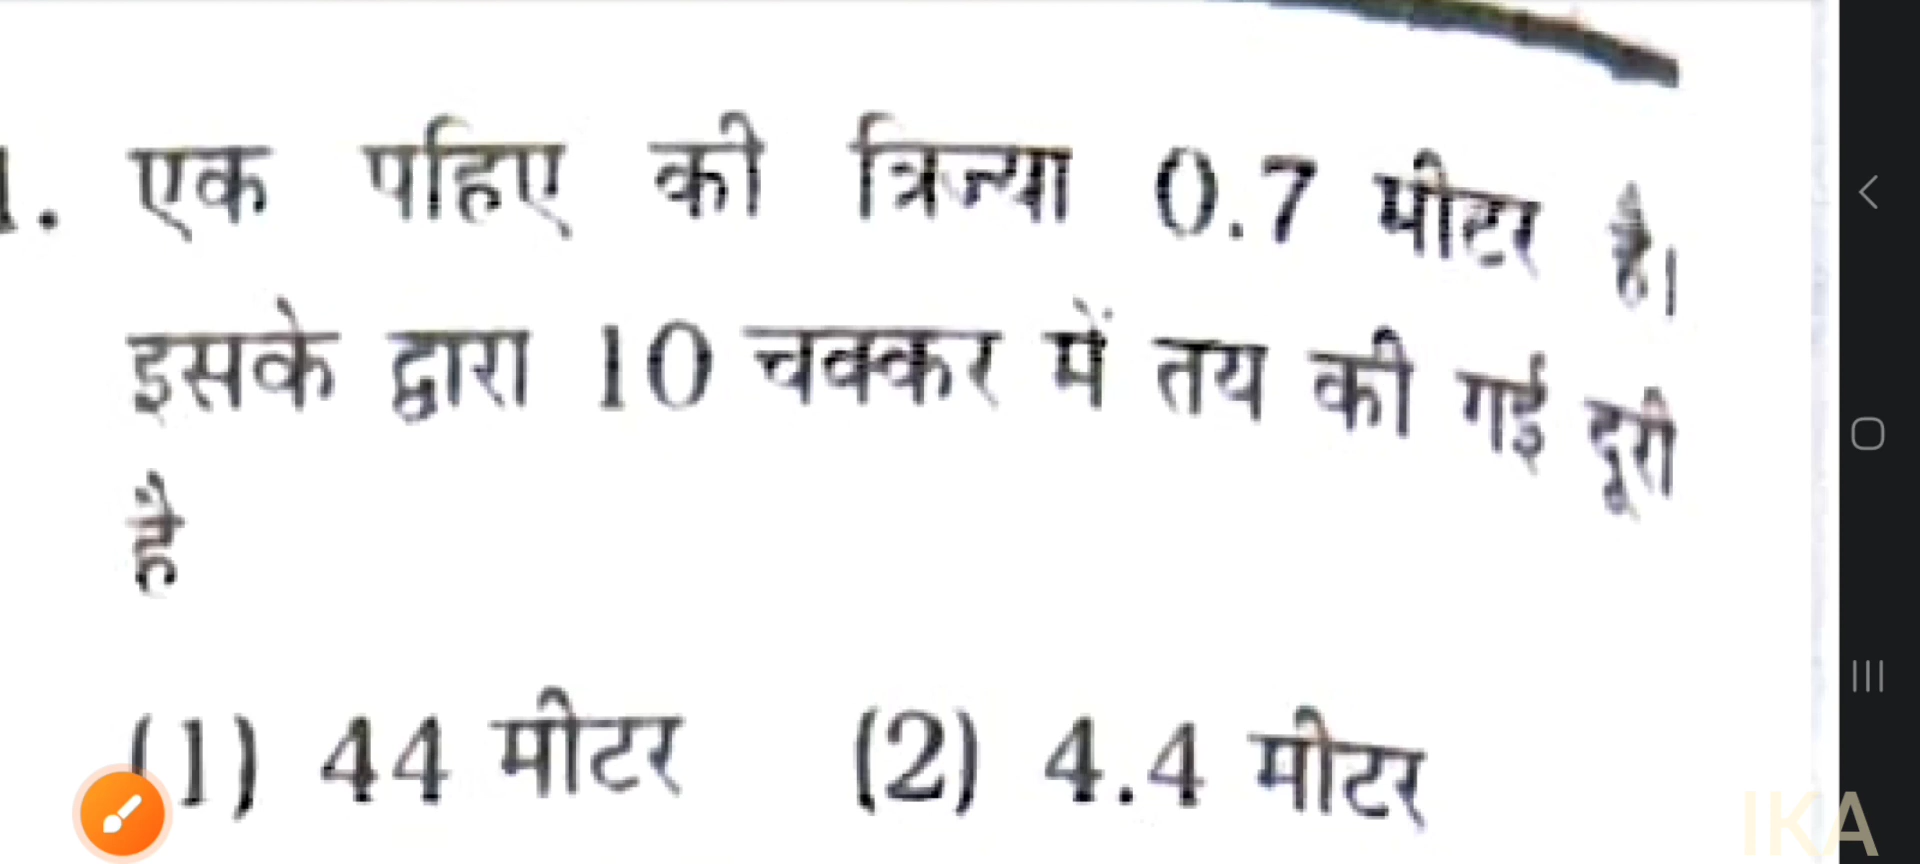 1. एक पहिए की त्रिज्या 0.7 मीटर है।
इसके द्वारा 10 चक्कर में तय की गई दूरी
है
(1) 44 मीटर (2) 4.4 मीटर
IKA